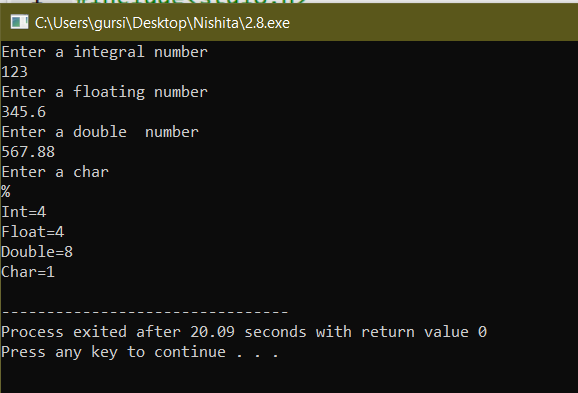 C:\Users\gursi\Desktop\Nishita\2.8.exe
Enter a integral number
123
Enter a floating number
345.6
Enter a double  number
567.88
Enter a char
%
Int=4
Float=4
Double=8
Char=1
--------------------------------
Process exited after 20.09 seconds with return value 0
Press any key to continue . . .